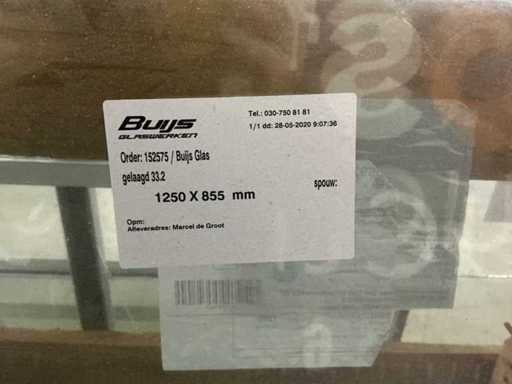 Buijs
GLASWERKEN
Tel.: 030-750 81 81
1/1 dd: 28-05-2020 9:07:36
Order: 152575 / Buijs Glas
gelaagd 33.2
1250 X 855 mm
spouw:
Opm:
Afleveradres: Marcel de Groot